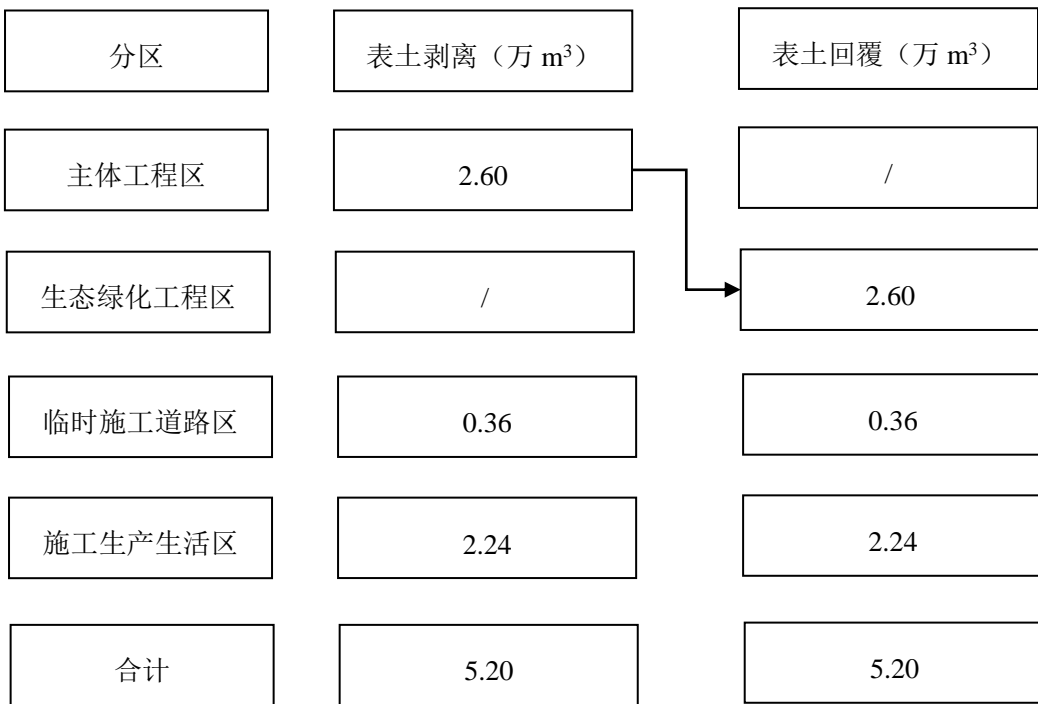 分区 表土剥离（万 m³） 表土回覆（万 m³）
主体工程区 2.60 /
生态绿化工程区 / 2.60
临时施工道路区 0.36 0.36
施工生产生活区 2.24 2.24
合计 5.20 5.20